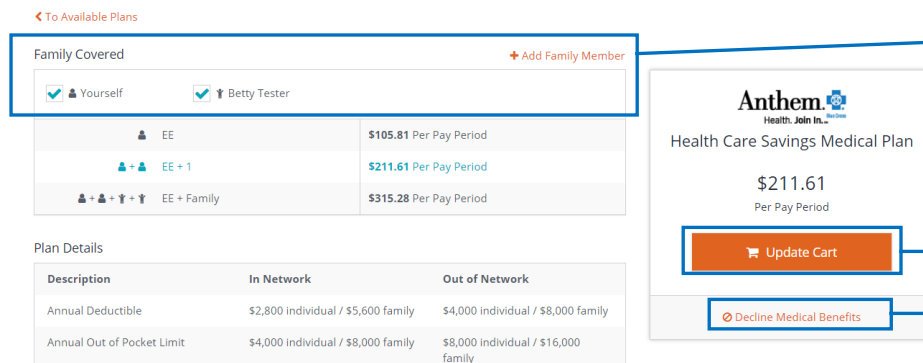 To Available Plans
Family Covered
Add Family Member
Yourself
Betty Tester
EE $105.81 Per Pay Period
+ EE + 1 $211.61 Per Pay Period
+ + + EE + Family $315.28 Per Pay Period
Plan Details
Description In Network Out of Network
Annual Deductible $2,800 individual / $5,600 family $4,000 individual / $8,000 family
Annual Out of Pocket Limit $4,000 individual / $8,000 family $8,000 individual / $16,000
family
Anthem.
Health. Join In.
Health Care Savings Medical Plan
$211.61
Per Pay Period
Update Cart
Decline Medical Benefits